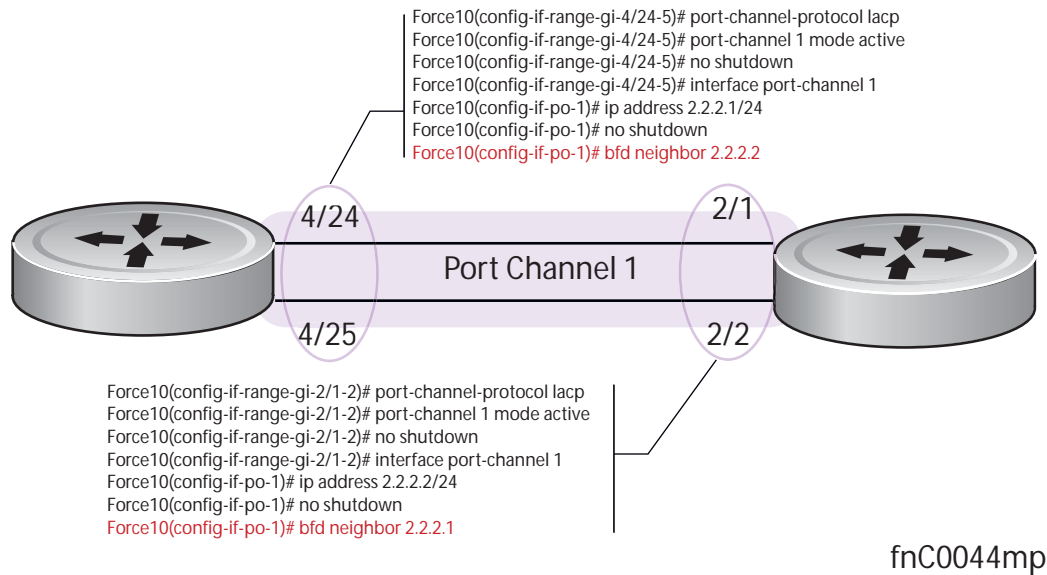 Force10(config-if-range-gi-4/24-5)# port-channel-protocol lacp
Force10(config-if-range-gi-4/24-5)# port-channel 1 mode active
Force10(config-if-range-gi-4/24-5)# no shutdown
Force10(config-if-range-gi-4/24-5)# interface port-channel 1
Force10(config-if-po-1)# ip address 2.2.2.1/24
Force10(config-if-po-1)# no shutdown
Force10(config-if-po-1)# bfd neighbor 2.2.2.2
4/24
2/1
Port Channel 1
4/25
2/2
Force10(config-if-range-gi-2/1-2)# port-channel-protocol lacp
Force10(config-if-range-gi-2/1-2)# port-channel 1 mode active
Force10(config-if-range-gi-2/1-2)# no shutdown
Force10(config-if-range-gi-2/1-2)# interface port-channel 1
Force10(config-if-po-1)# ip address 2.2.2.2/24
Force10(config-if-po-1)# no shutdown
Force10(config-if-po-1)# bfd neighbor 2.2.2.1
fnC0044mp